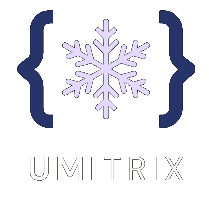 { }
UMITRIX